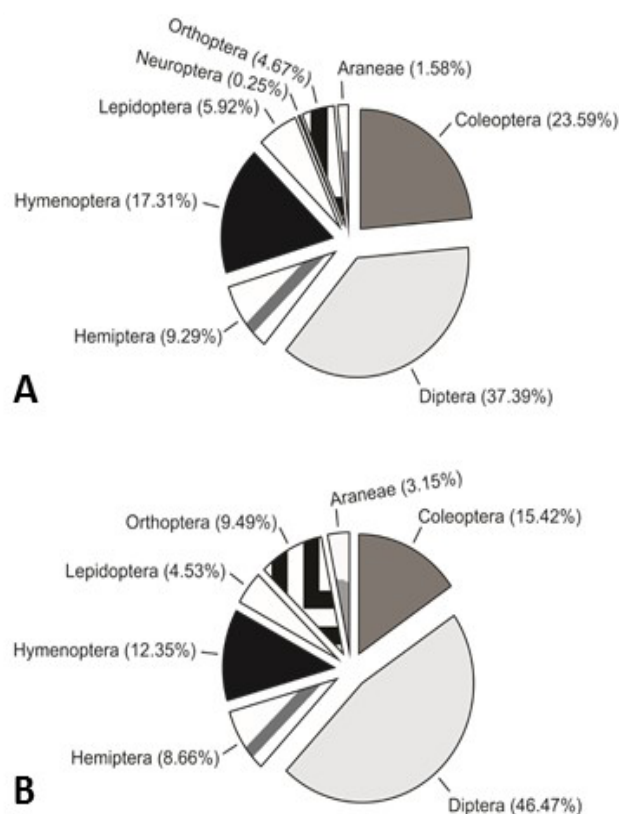 Orthoptera (4.67%)
Neuroptera (0.25%)
Araneae (1.58%)
Lepidoptera (5.92%)
Coleoptera (23.59%)
Hymenoptera (17.31%)
Hemiptera (9.29%)
Diptera (37.39%)
A
Araneae (3.15%)
Orthoptera (9.49%)
Coleoptera (15.42%)
Lepidoptera (4.53%)
Hymenoptera (12.35%)
Hemiptera (8.66%)
Diptera (46.47%)
B